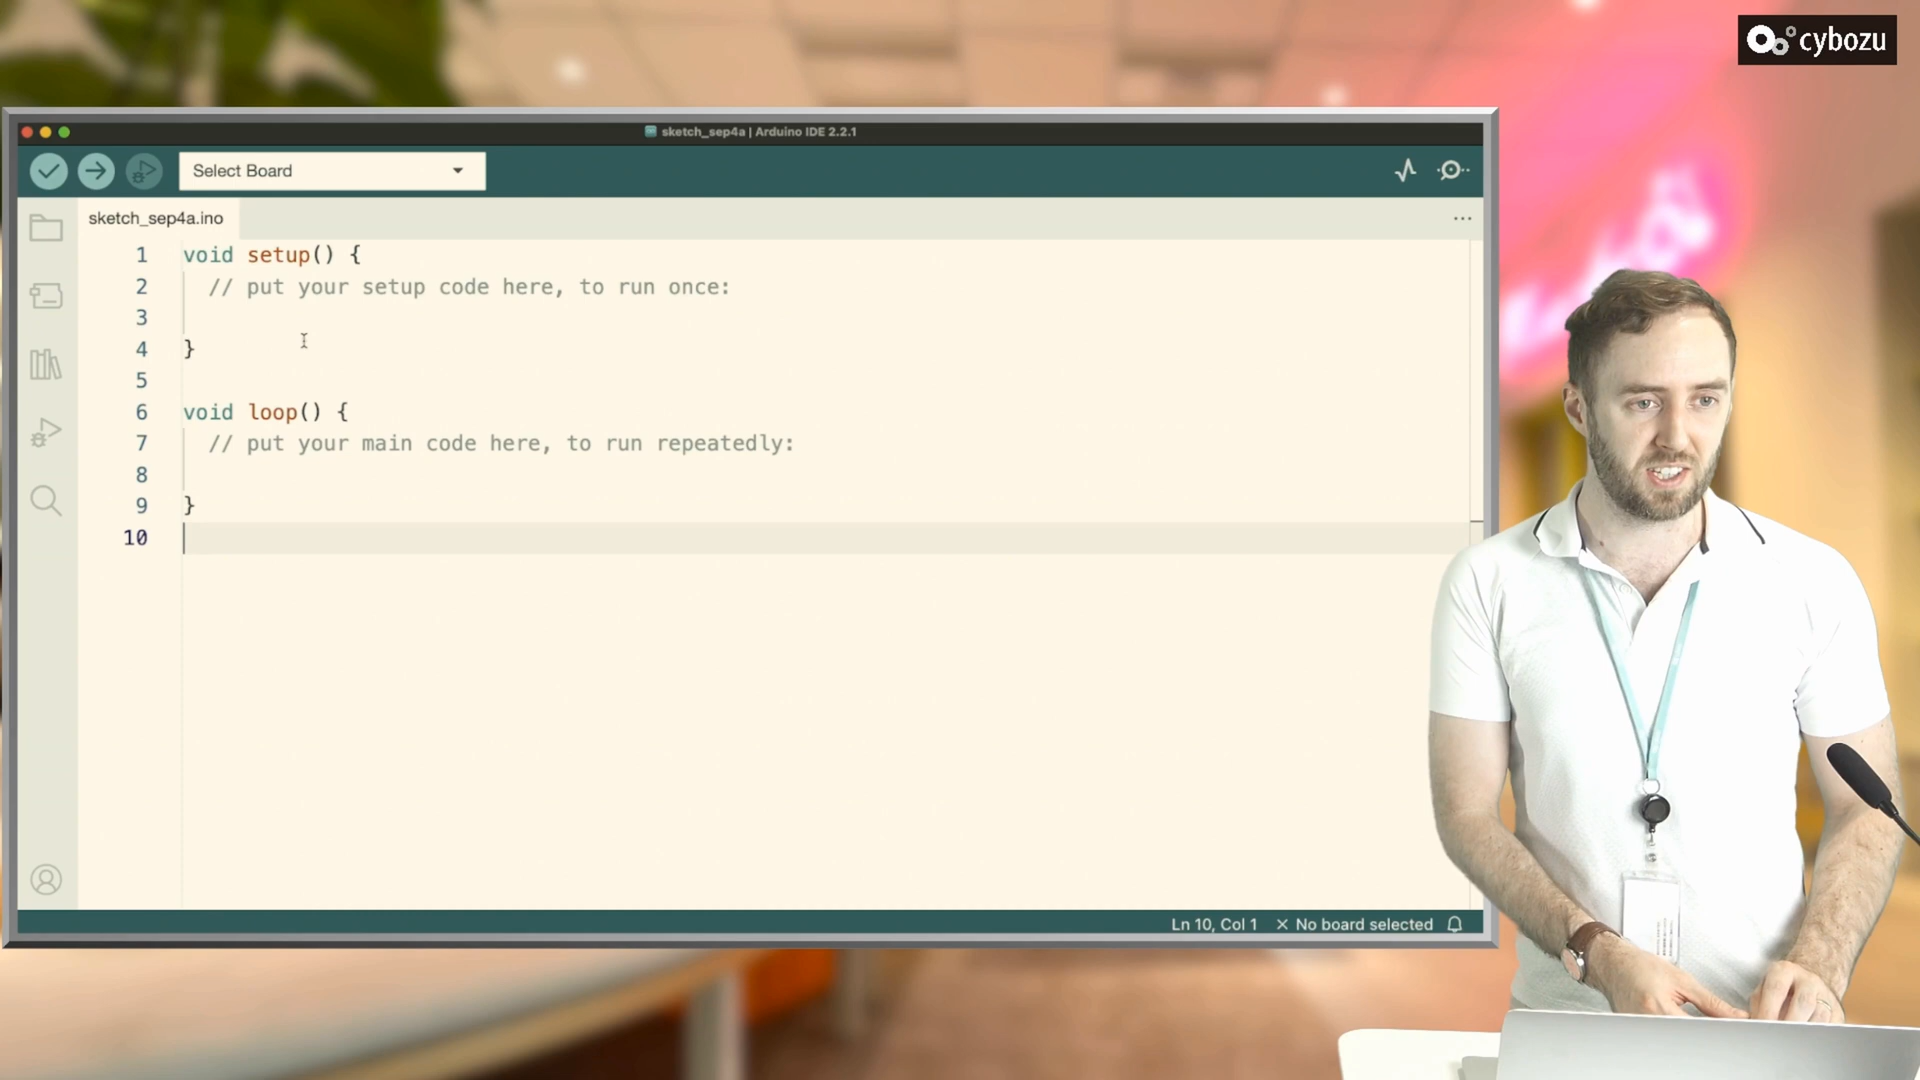 cybozu
sketch_sep4a | Arduino IDE 2.2.1
Select Board
sketch_sep4a.ino
1 void setup() {
2 // put your setup code here, to run once:
3
4 }
5
6 void loop() {
7 // put your main code here, to run repeatedly:
8
9 }
10
Ln 10, Col 1 × No board selected